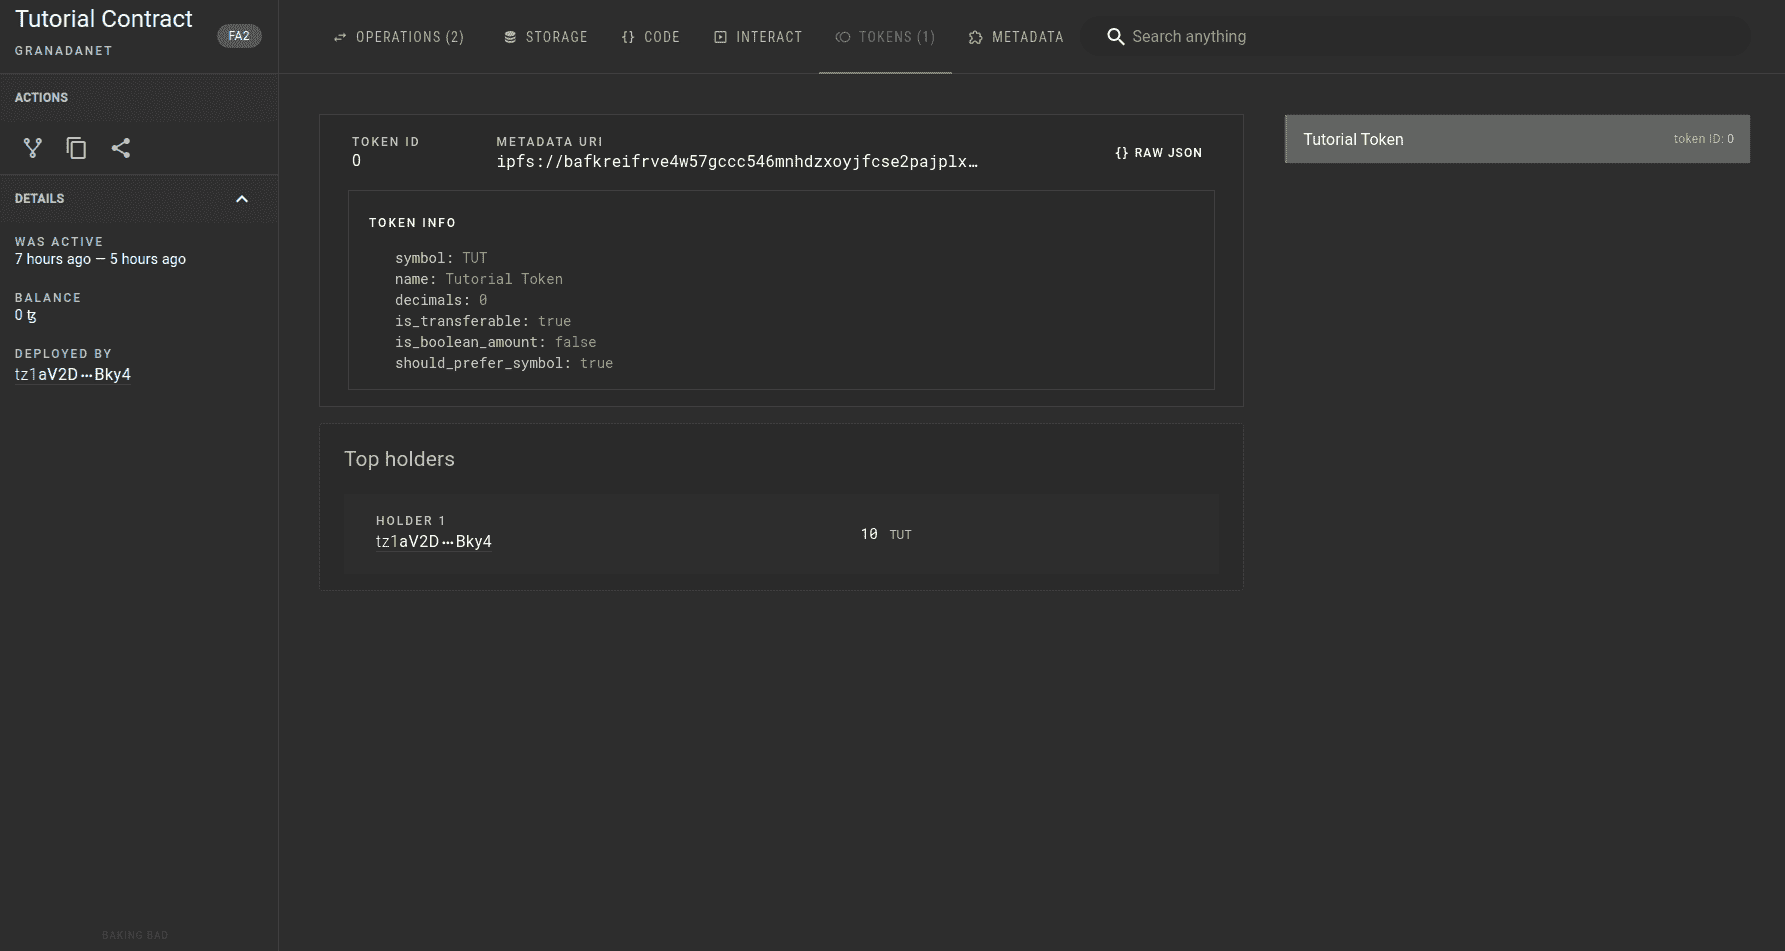 Tutorial Contract
GRANADANET
FA2
OPERATIONS (2)
STORAGE
{} CODE
INTERACT
TOKENS (1)
METADATA
Search anything
ACTIONS
DETAILS
WAS ACTIVE
7 hours ago — 5 hours ago
BALANCE
0 ꜩ
DEPLOYED BY
tz1aV2D···Bky4
BAKING BAD
TOKEN ID
0
METADATA URI
ipfs://bafkreifrve4w57gccc546mnhdzxoyjfcse2pajplx…
{} RAW JSON
TOKEN INFO
symbol: TUT
name: Tutorial Token
decimals: 0
is_transferable: true
is_boolean_amount: false
should_prefer_symbol: true
Top holders
HOLDER 1
tz1aV2D···Bky4
10 TUT
Tutorial Token
token ID: 0